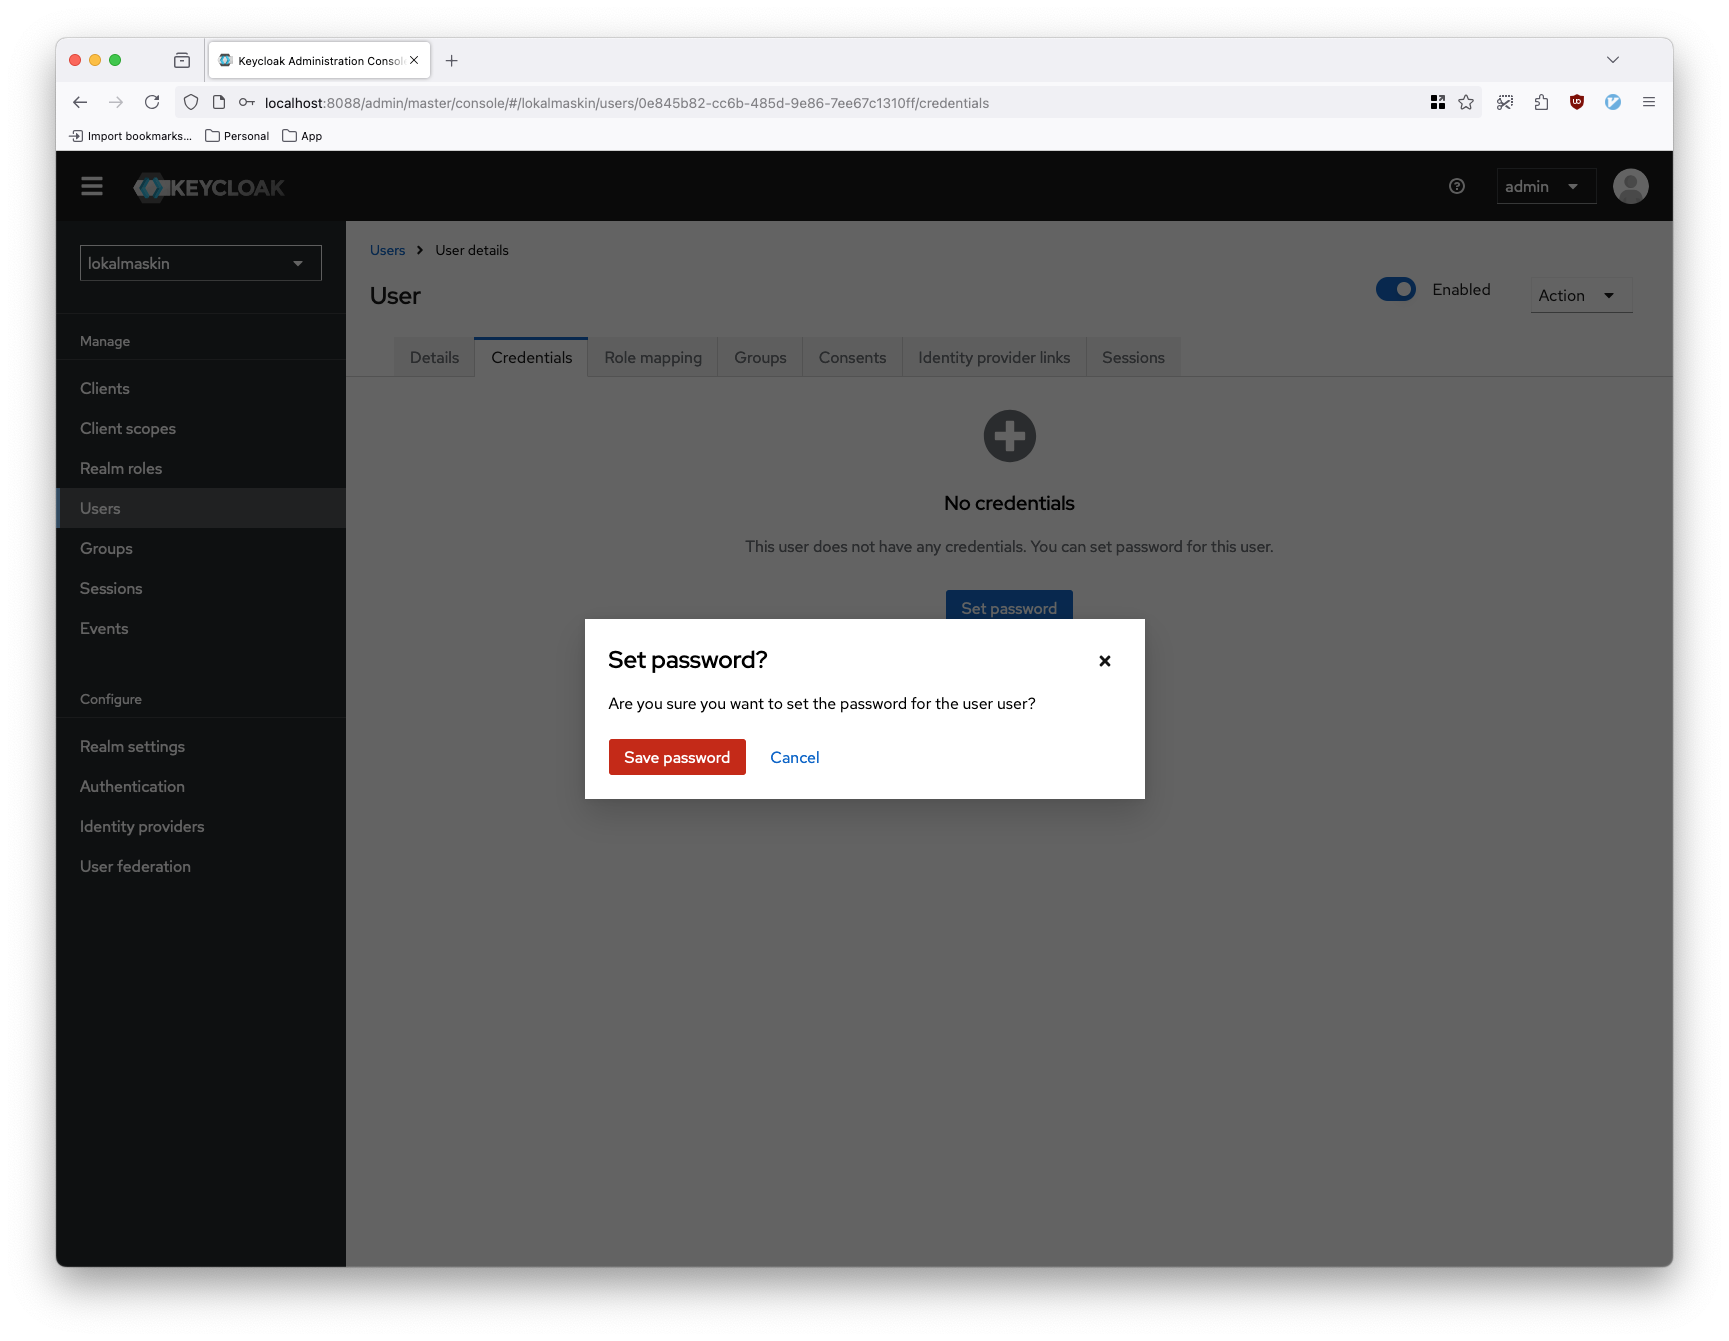 Keycloak Administration Consol
localhost:8088/admin/master/console/#/lokalmaskin/users/0e845b82-cc6b-485d-9e86-7ee67c1310ff/credentials
Import bookmarks...
Personal
App
KEYCLOAK
admin
lokalmaskin
Manage
Clients
Client scopes
Realm roles
Users
Groups
Sessions
Events
Configure
Realm settings
Authentication
Identity providers
User federation
Users
User details
User
Enabled
Action
Details
Credentials
Role mapping
Groups
Consents
Identity provider links
Sessions
No credentials
This user does not have any credentials. You can set password for this user.
Set password
Set password?
Are you sure you want to set the password for the user user?
Save password
Cancel